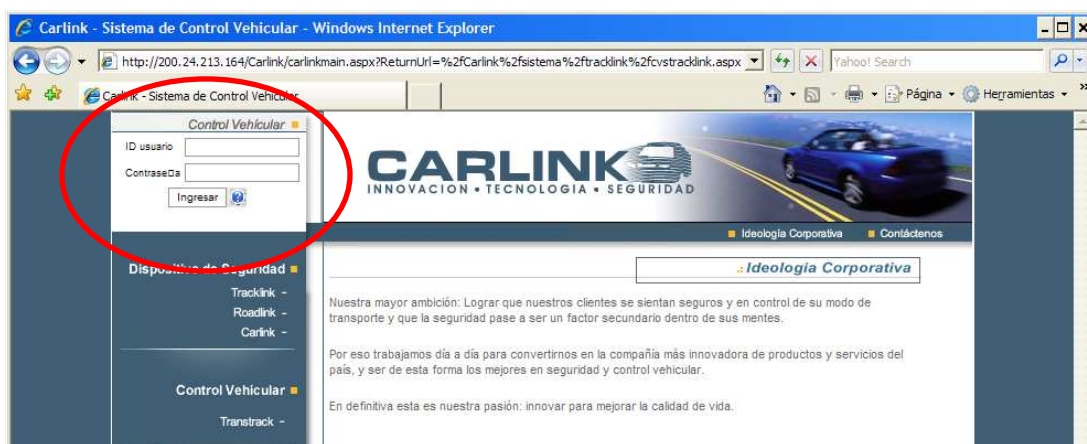 Carlink - Sistema de Control Vehicular - Windows Internet Explorer
http://200.24.213.164/Carlink/carlinkmain.aspx?ReturnUrl=%2fCarlink%2fsistema%2ftracklink%2fcvstracklink.aspx
Yahoo! Search
Carlink - Sistema de Control Vehicular
Página
Herramientas
Control Vehícular
ID usuario
Contrase□a
Ingresar
CARLINK
INNOVACION • TECNOLOGIA • SEGURIDAD
Ideología Corporativa
Contáctenos
Dispositivo de Seguridad
Tracklink -
Roadlink -
Carlink -
Control Vehicular
Transtrack -
.: Ideología Corporativa
Nuestra mayor ambición: Lograr que nuestros clientes se sientan seguros y en control de su modo de
transporte y que la seguridad pase a ser un factor secundario dentro de sus mentes.
Por eso trabajamos día a día para convertirnos en la compañía más innovadora de productos y servicios del
país, y ser de esta forma los mejores en seguridad y control vehicular.
En definitiva esta es nuestra pasión: innovar para mejorar la calidad de vida.